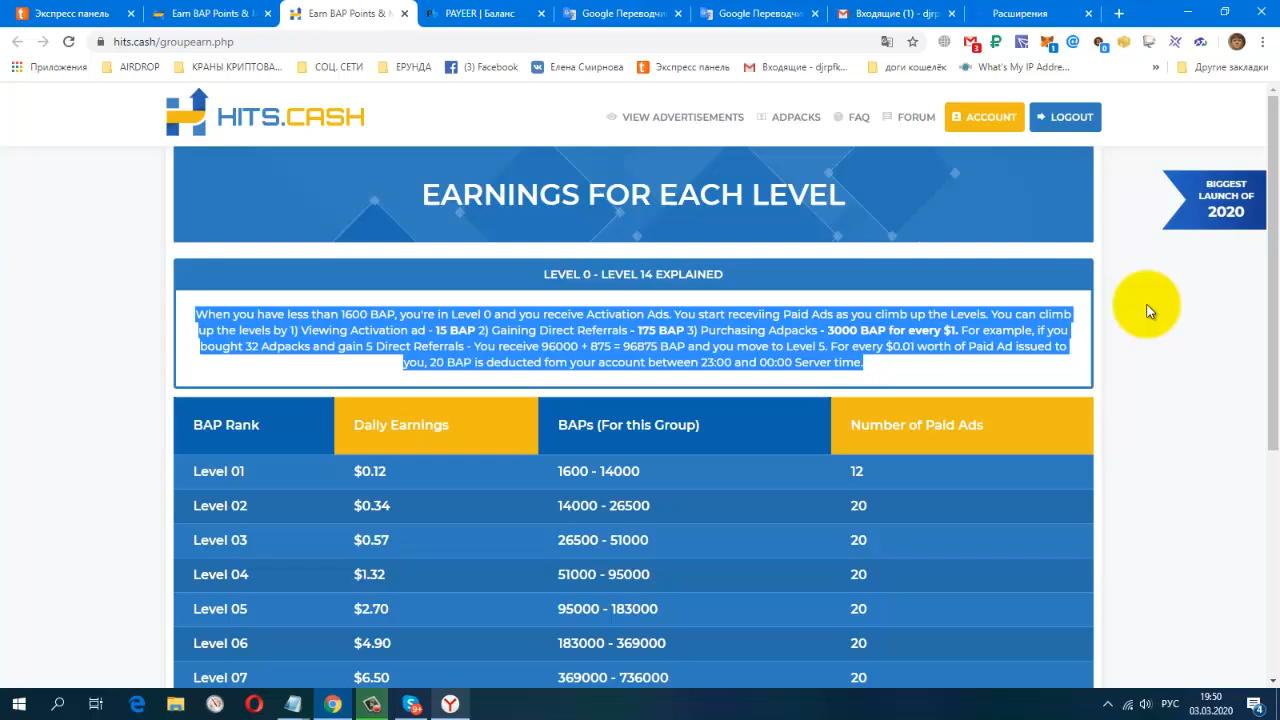 Экспресс панель
Earn BAP Points &
Earn BAP Points & N
PAYEER | Баланс
Google Переводчи
Google Переводчи
Входящие (1) - djrp
Расширения
hits.cash/groupearn.php
Приложения
AIRDROP
КРАНЫ КРИПТОВА...
СОЦ. СЕТИ
ЕРУНДА
(3) Facebook
Елена Смирнова
Экспресс панель
Входящие - djrpfk...
доги кошелёк
What's My IP Addre...
»
Другие закладки
HITS.CASH
VIEW ADVERTISEMENTS
ADPACKS
FAQ
FORUM
ACCOUNT
LOGOUT
EARNINGS FOR EACH LEVEL
BIGGEST
LAUNCH OF
2020
LEVEL 0 - LEVEL 14 EXPLAINED
When you have less than 1600 BAP, you're in Level 0 and you receive Activation Ads. You start receviing Paid Ads as you climb up the Levels. You can climb
up the levels by 1) Viewing Activation ad - 15 BAP 2) Gaining Direct Referrals - 175 BAP 3) Purchasing Adpacks - 3000 BAP for every $1. For example, if you
bought 32 Adpacks and gain 5 Direct Referrals - You receive 96000 + 875 = 96875 BAP and you move to Level 5. For every $0.01 worth of Paid Ad issued to
you, 20 BAP is deducted fom your account between 23:00 and 00:00 Server time.
BAP Rank Daily Earnings BAPs (For this Group) Number of Paid Ads
Level 01 $0.12 1600 - 14000 12
Level 02 $0.34 14000 - 26500 20
Level 03 $0.57 26500 - 51000 20
Level 04 $1.32 51000 - 95000 20
Level 05 $2.70 95000 - 183000 20
Level 06 $4.90 183000 - 369000 20
Level 07 $6.50 369000 - 736000 20
РУС
19:50
03.03.2020